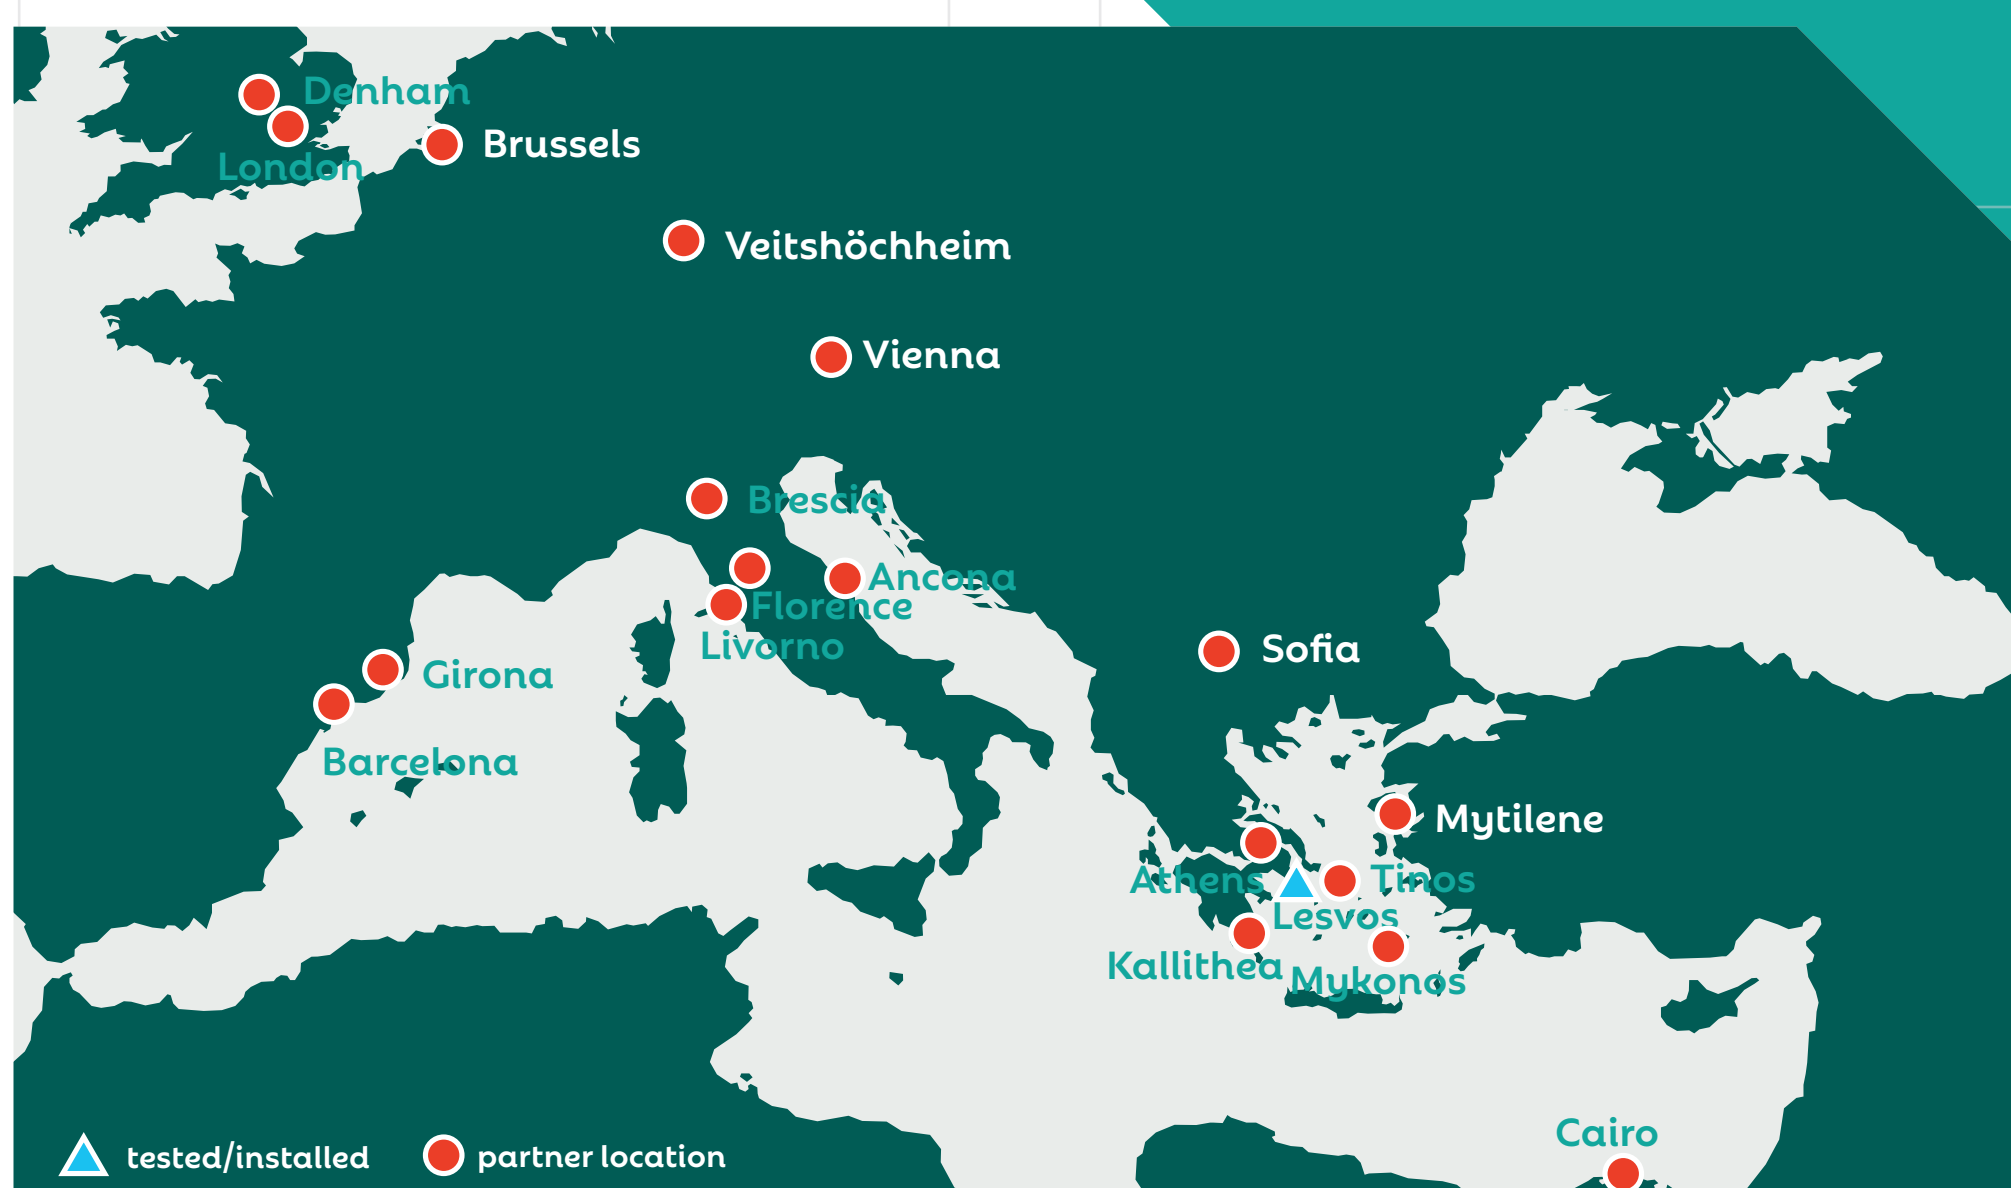 Denham
Brussels
London
Veitshöchheim
Vienna
Brescia
Ancona
Florence
Livorno
Sofia
Girona
Barcelona
Mytilene
Athens
Tinos
Lesvos
Kallithea
Mykonos
Cairo
tested/installed
partner location